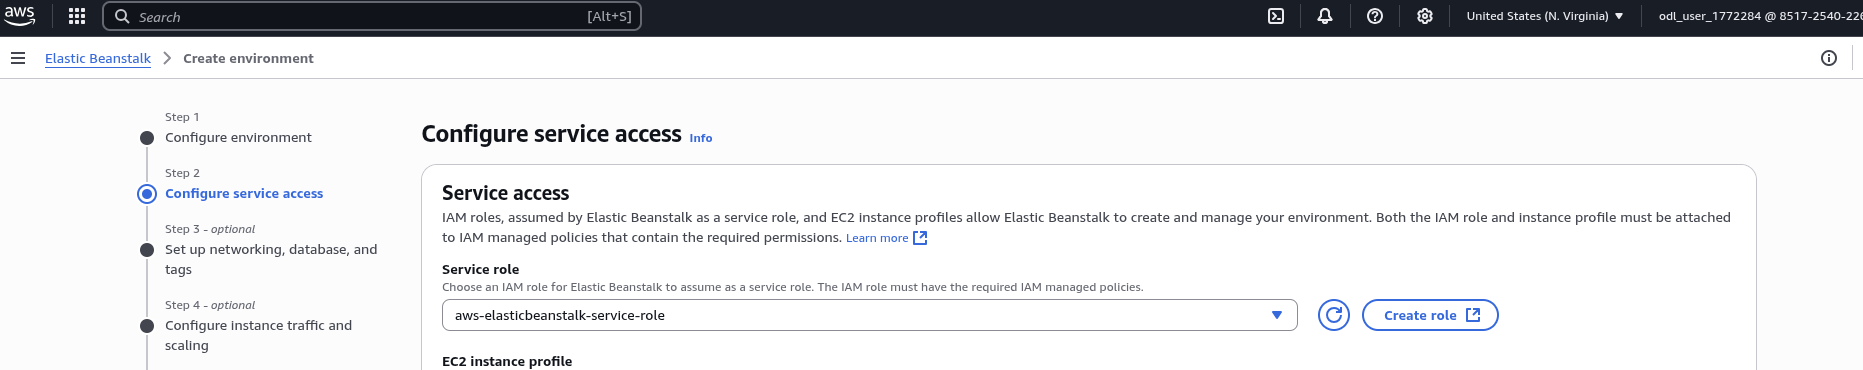 aws
Search
[Alt+S]
United States (N. Virginia)
odl_user_1772284 @ 8517-2540-226
Elastic Beanstalk
Create environment
Step 1
Configure environment
Step 2
Configure service access
Step 3 - optional
Set up networking, database, and
tags
Step 4 - optional
Configure instance traffic and
scaling
Configure service access Info
Service access
IAM roles, assumed by Elastic Beanstalk as a service role, and EC2 instance profiles allow Elastic Beanstalk to create and manage your environment. Both the IAM role and instance profile must be attached
to IAM managed policies that contain the required permissions. Learn more
Service role
Choose an IAM role for Elastic Beanstalk to assume as a service role. The IAM role must have the required IAM managed policies.
aws-elasticbeanstalk-service-role
Create role
EC2 instance profile